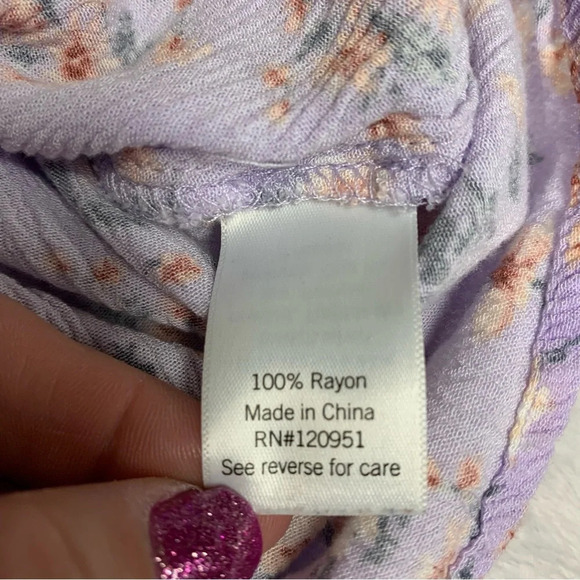 100% Rayon
Made in China
RN#120951
See reverse for care